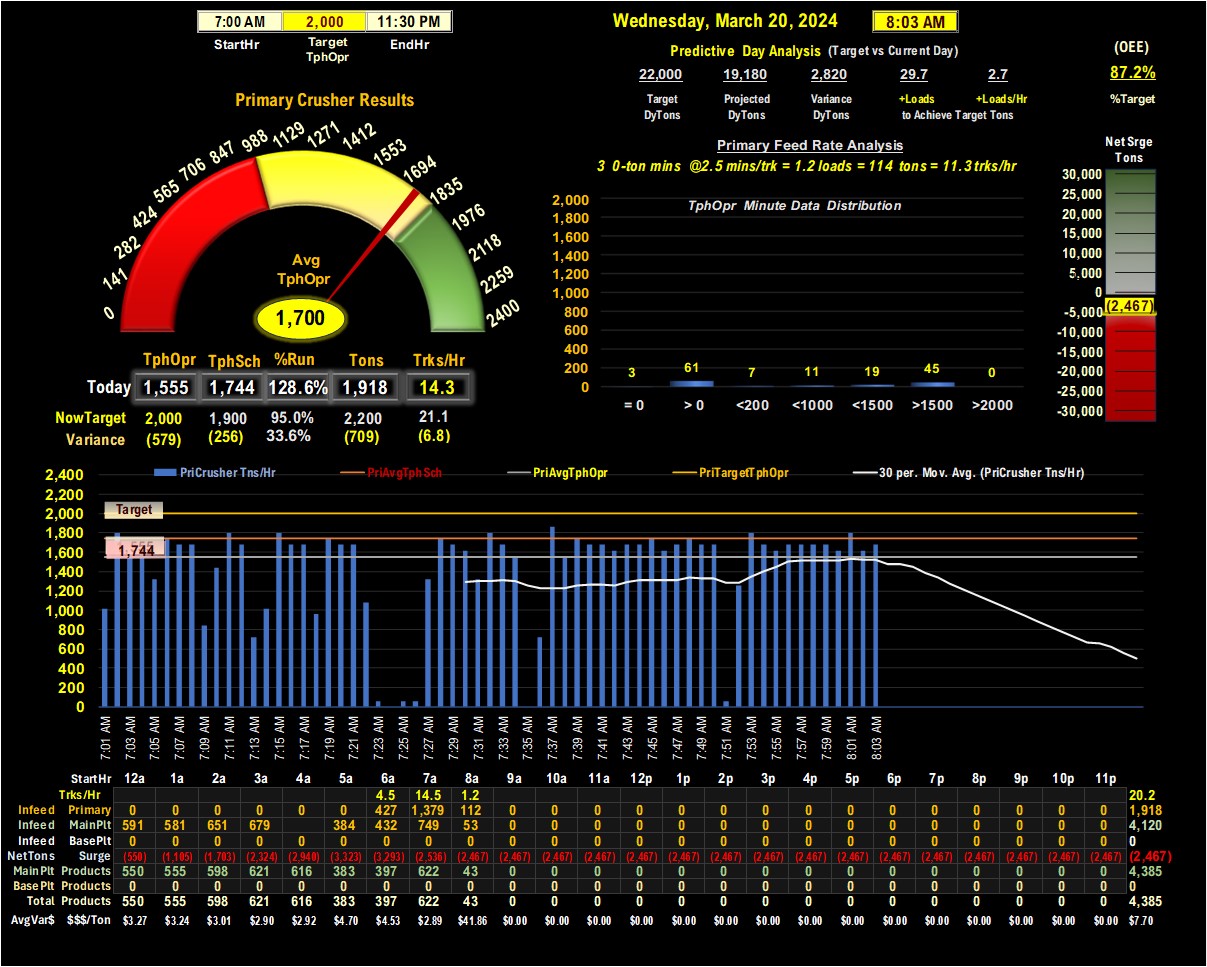 7:00 AM 2,000 11:30 PM
StartHr Target TphOpr EndHr
Wednesday, March 20, 2024 8:03 AM
Predictive Day Analysis (Target vs Current Day)
22,000 19,180 2,820 29.7 2.7
Target DyTons Projected DyTons Variance DyTons +Loads +Loads/Hr
to Achieve Target Tons
(OEE)
87.2%
%Target
Primary Crusher Results
0 141 282 424 565 706 847 988 1129 1271 1412 1553 1694 1835 1976 2118 2259 2400
Avg
TphOpr
1,700
TphOpr TphSch %Run Tons Trks/Hr
Today 1,555 1,744 128.6% 1,918 14.3
NowTarget 2,000 1,900 95.0% 2,200 21.1
Variance (579) (256) 33.6% (709) (6.8)
Primary Feed Rate Analysis
3 0-ton mins @2.5 mins/trk = 1.2 loads = 114 tons = 11.3 trks/hr
TphOpr Minute Data Distribution
2,000
1,800
1,600
1,400
1,200
1,000
800
600
400
200
0
3 61 7 11 19 45 0
= 0 > 0 <200 <1000 <1500 >1500 >2000
Net Srge
Tons
30,000
25,000
20,000
15,000
10,000
5,000
0
(2,467)
-5,000
-10,000
-15,000
-20,000
-25,000
-30,000
PriCrusher Tns/Hr PriAvgTphSch PriAvgTphOpr PriTargetTphOpr 30 per. Mov. Avg. (PriCrusher Tns/Hr)
2,400
2,200
2,000
1,800
1,600
1,400
1,200
1,000
800
600
400
200
0
Target
1,744
7:01 AM 7:03 AM 7:05 AM 7:07 AM 7:09 AM 7:11 AM 7:13 AM 7:15 AM 7:17 AM 7:19 AM 7:21 AM 7:23 AM 7:25 AM 7:27 AM 7:29 AM 7:31 AM 7:33 AM 7:35 AM 7:37 AM 7:39 AM 7:41 AM 7:43 AM 7:45 AM 7:47 AM 7:49 AM 7:51 AM 7:53 AM 7:55 AM 7:57 AM 7:59 AM 8:01 AM 8:03 AM
StartHr 12a 1a 2a 3a 4a 5a 6a 7a 8a 9a 10a 11a 12p 1p 2p 3p 4p 5p 6p 7p 8p 9p 10p 11p
Trks/Hr 4.5 14.5 1.2 20.2
Infeed Primary 0 0 0 0 0 0 427 1,379 112 0 0 0 0 0 0 0 0 0 0 0 0 0 0 0 1,918
Infeed MainPlt 591 581 651 679 384 432 749 53 0 0 0 0 0 0 0 0 0 0 0 0 0 0 0 4,120
Infeed BasePlt 0 0 0 0 0 0 0 0 0 0 0 0 0 0 0 0 0 0 0 0 0 0 0 0 0
NetTons Surge (550) (1,105) (1,703) (2,324) (2,940) (3,323) (3,293) (2,536) (2,467) (2,467) (2,467) (2,467) (2,467) (2,467) (2,467) (2,467) (2,467) (2,467) (2,467) (2,467) (2,467) (2,467) (2,467) (2,467) (2,467)
Main Plt Products 550 555 598 621 616 383 397 622 43 0 0 0 0 0 0 0 0 0 0 0 0 0 0 0 4,385
Base Plt Products 0 0 0 0 0 0 0 0 0 0 0 0 0 0 0 0 0 0 0 0 0 0 0 0 0
Total Products 550 555 598 621 616 383 397 622 43 0 0 0 0 0 0 0 0 0 0 0 0 0 0 0 4,385
AvgVar$ $$$/Ton $3.27 $3.24 $3.01 $2.90 $2.92 $4.70 $4.53 $2.89 $41.86 $0.00 $0.00 $0.00 $0.00 $0.00 $0.00 $0.00 $0.00 $0.00 $0.00 $0.00 $0.00 $0.00 $0.00 $0.00 $7.70